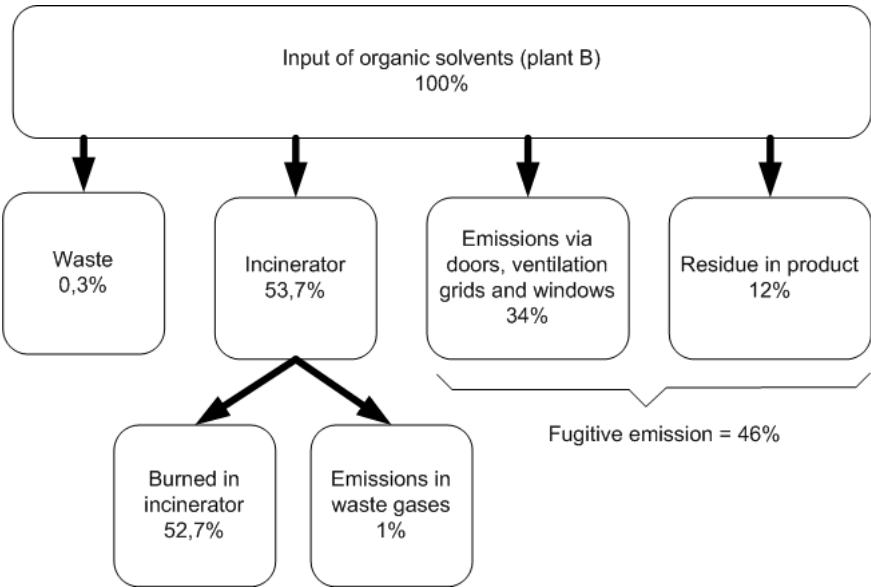 Input of organic solvents (plant B)
100%
Waste
0,3%
Incinerator
53,7%
Emissions via
doors, ventilation
grids and windows
34%
Residue in product
12%
Fugitive emission = 46%
Burned in
incinerator
52,7%
Emissions in
waste gases
1%